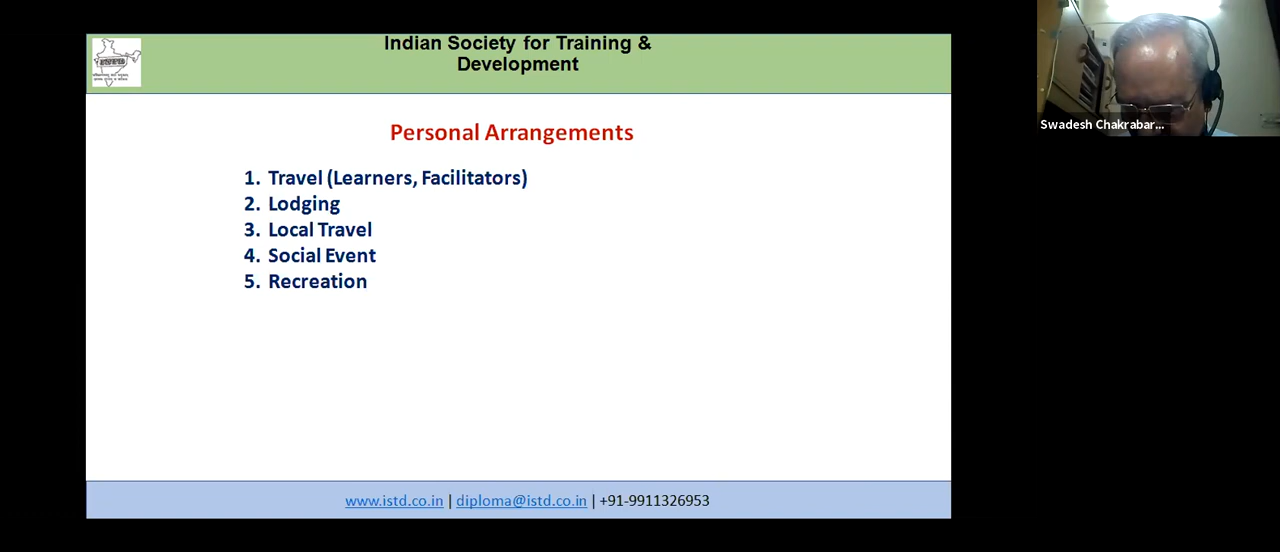 Indian Society for Training &
Development
Personal Arrangements
1. Travel (Learners, Facilitators)
2. Lodging
3. Local Travel
4. Social Event
5. Recreation
www.istd.co.in | diploma@istd.co.in | +91-9911326953
Swadesh Chakrabar...